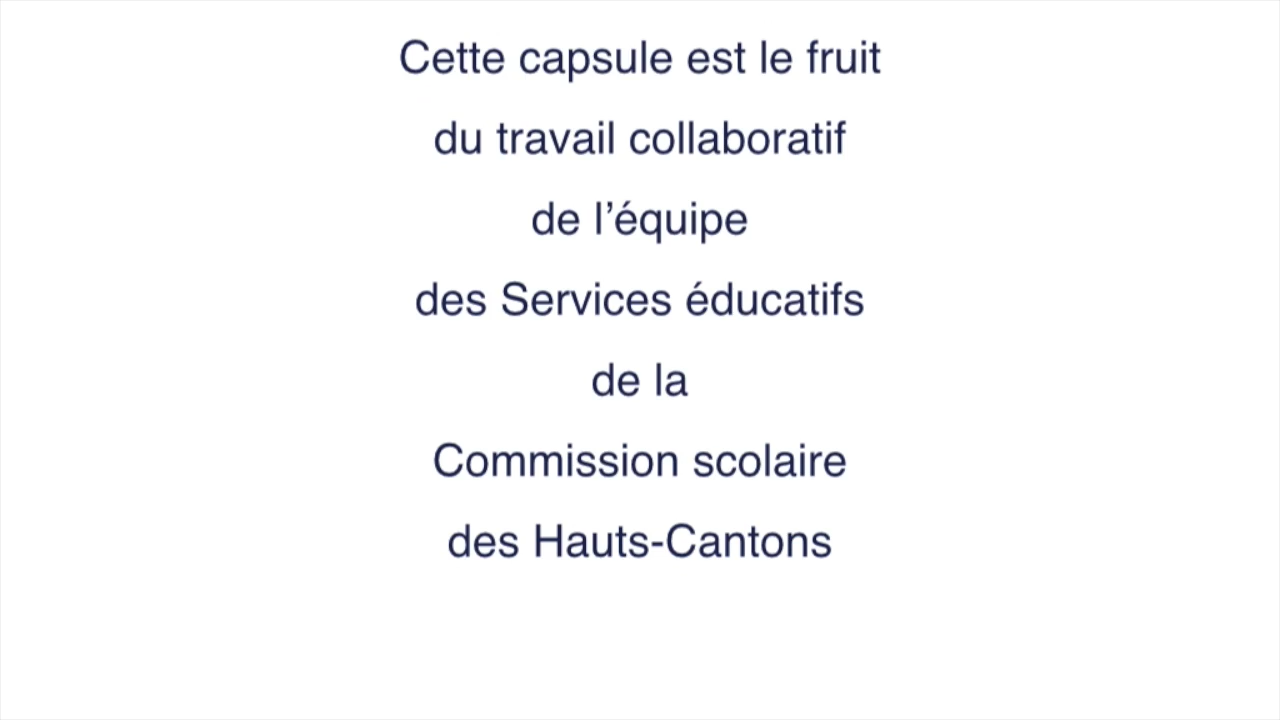 Cette capsule est le fruit
du travail collaboratif
de l’équipe
des Services éducatifs
de la
Commission scolaire
des Hauts-Cantons